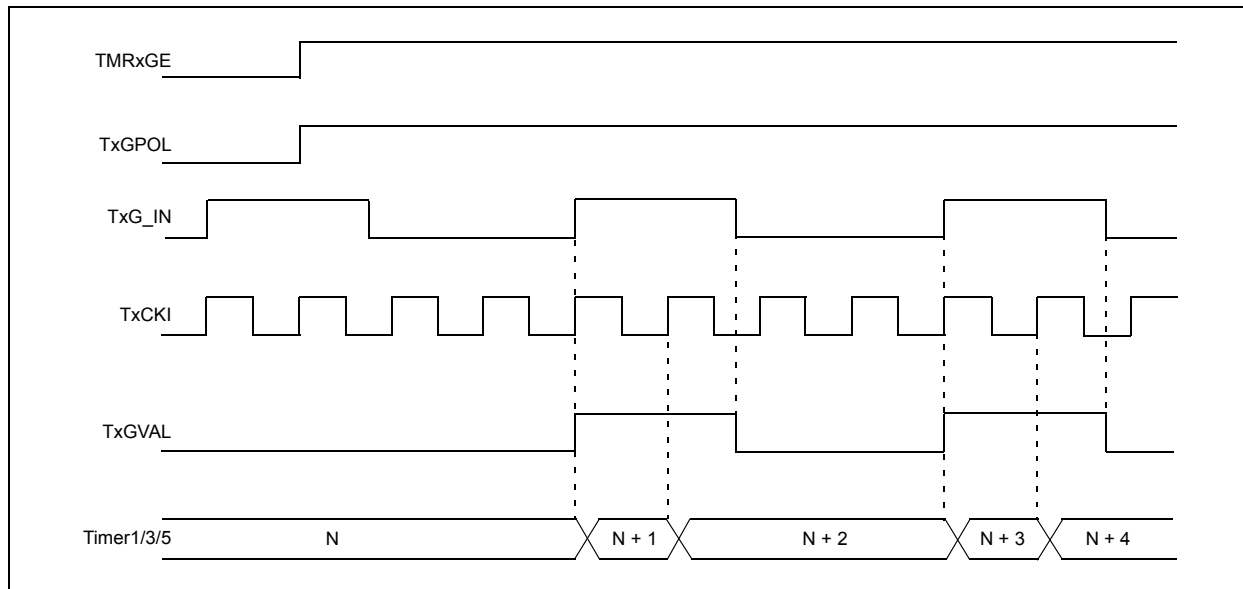 TMRxGE
TxGPOL
TxG_IN
TxCKI
TxGVAL
Timer1/3/5 N N + 1 N + 2 N + 3 N + 4